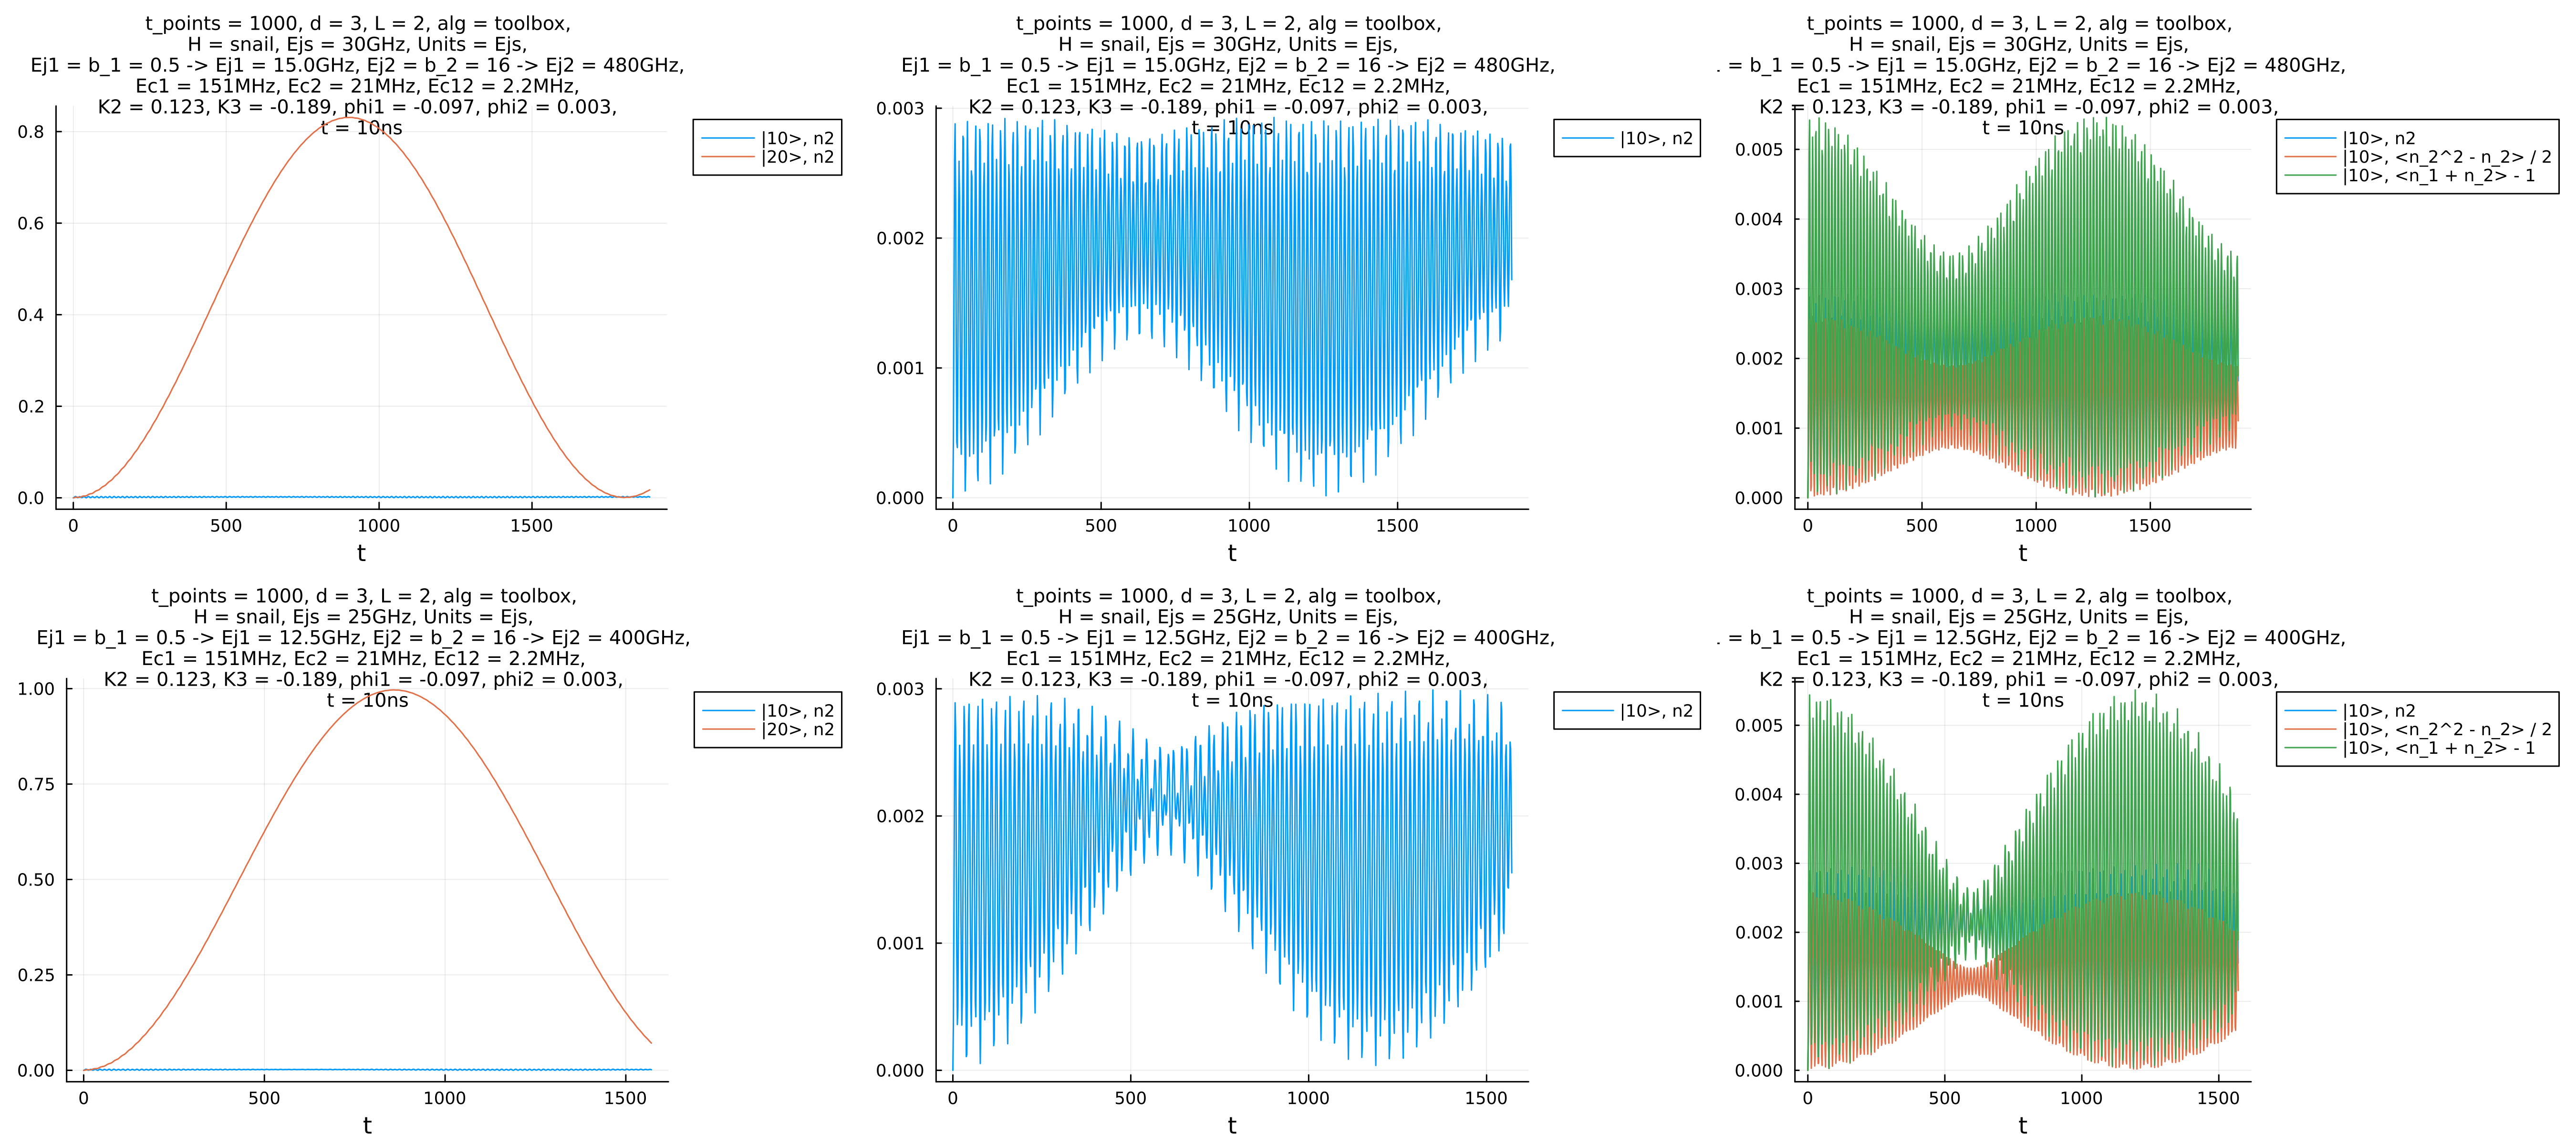 t_points = 1000, d = 3, L = 2, alg = toolbox,
H = snail, Ejs = 30GHz, Units = Ejs,
Ej1 = b_1 = 0.5 -> Ej1 = 15.0GHz, Ej2 = b_2 = 16 -> Ej2 = 480GHz,
Ec1 = 151MHz, Ec2 = 21MHz, Ec12 = 2.2MHz,
K2 = 0.123, K3 = -0.189, phi1 = -0.097, phi2 = 0.003,
t = 10ns
0.8
0.6
0.4
0.2
0.0
0 500 1000 1500
t
|10>, n2
|20>, n2
t_points = 1000, d = 3, L = 2, alg = toolbox,
H = snail, Ejs = 30GHz, Units = Ejs,
Ej1 = b_1 = 0.5 -> Ej1 = 15.0GHz, Ej2 = b_2 = 16 -> Ej2 = 480GHz,
Ec1 = 151MHz, Ec2 = 21MHz, Ec12 = 2.2MHz,
K2 = 0.123, K3 = -0.189, phi1 = -0.097, phi2 = 0.003,
t = 10ns
0.003
0.002
0.001
0.000
0 500 1000 1500
t
|10>, n2
t_points = 1000, d = 3, L = 2, alg = toolbox,
H = snail, Ejs = 30GHz, Units = Ejs,
. = b_1 = 0.5 -> Ej1 = 15.0GHz, Ej2 = b_2 = 16 -> Ej2 = 480GHz,
Ec1 = 151MHz, Ec2 = 21MHz, Ec12 = 2.2MHz,
K2 = 0.123, K3 = -0.189, phi1 = -0.097, phi2 = 0.003,
t = 10ns
0.005
0.004
0.003
0.002
0.001
0.000
0 500 1000 1500
t
|10>, n2
|10>, <n_2^2 - n_2> / 2
|10>, <n_1 + n_2> - 1
t_points = 1000, d = 3, L = 2, alg = toolbox,
H = snail, Ejs = 25GHz, Units = Ejs,
Ej1 = b_1 = 0.5 -> Ej1 = 12.5GHz, Ej2 = b_2 = 16 -> Ej2 = 400GHz,
Ec1 = 151MHz, Ec2 = 21MHz, Ec12 = 2.2MHz,
K2 = 0.123, K3 = -0.189, phi1 = -0.097, phi2 = 0.003,
t = 10ns
1.00
0.75
0.50
0.25
0.00
0 500 1000 1500
t
|10>, n2
|20>, n2
t_points = 1000, d = 3, L = 2, alg = toolbox,
H = snail, Ejs = 25GHz, Units = Ejs,
Ej1 = b_1 = 0.5 -> Ej1 = 12.5GHz, Ej2 = b_2 = 16 -> Ej2 = 400GHz,
Ec1 = 151MHz, Ec2 = 21MHz, Ec12 = 2.2MHz,
K2 = 0.123, K3 = -0.189, phi1 = -0.097, phi2 = 0.003,
t = 10ns
0.003
0.002
0.001
0.000
0 500 1000 1500
t
|10>, n2
t_points = 1000, d = 3, L = 2, alg = toolbox,
H = snail, Ejs = 25GHz, Units = Ejs,
. = b_1 = 0.5 -> Ej1 = 12.5GHz, Ej2 = b_2 = 16 -> Ej2 = 400GHz,
Ec1 = 151MHz, Ec2 = 21MHz, Ec12 = 2.2MHz,
K2 = 0.123, K3 = -0.189, phi1 = -0.097, phi2 = 0.003,
t = 10ns
0.005
0.004
0.003
0.002
0.001
0.000
0 500 1000 1500
t
|10>, n2
|10>, <n_2^2 - n_2> / 2
|10>, <n_1 + n_2> - 1